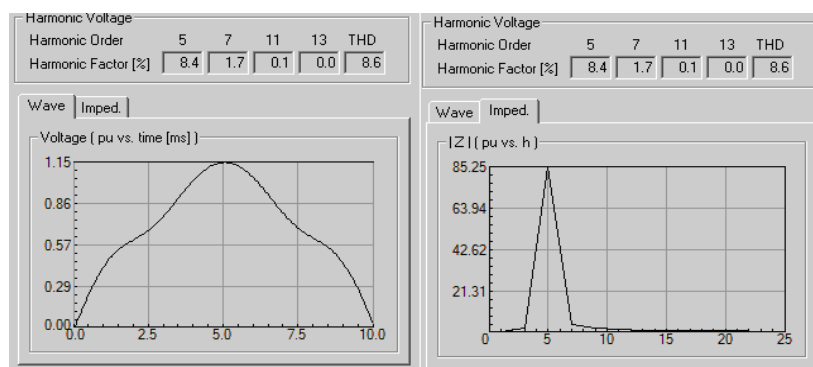 Harmonic Voltage
Harmonic Order 5 7 11 13 THD
Harmonic Factor [%] 8.4 1.7 0.1 0.0 8.6
Wave Imped.
Voltage ( pu vs. time [ms] )
1.15
0.86
0.57
0.29
0.00
0.0 2.5 5.0 7.5 10.0
Harmonic Voltage
Harmonic Order 5 7 11 13 THD
Harmonic Factor [%] 8.4 1.7 0.1 0.0 8.6
Wave Imped.
|Z| ( pu vs. h )
85.25
63.94
42.62
21.31
0 5 10 15 20 25